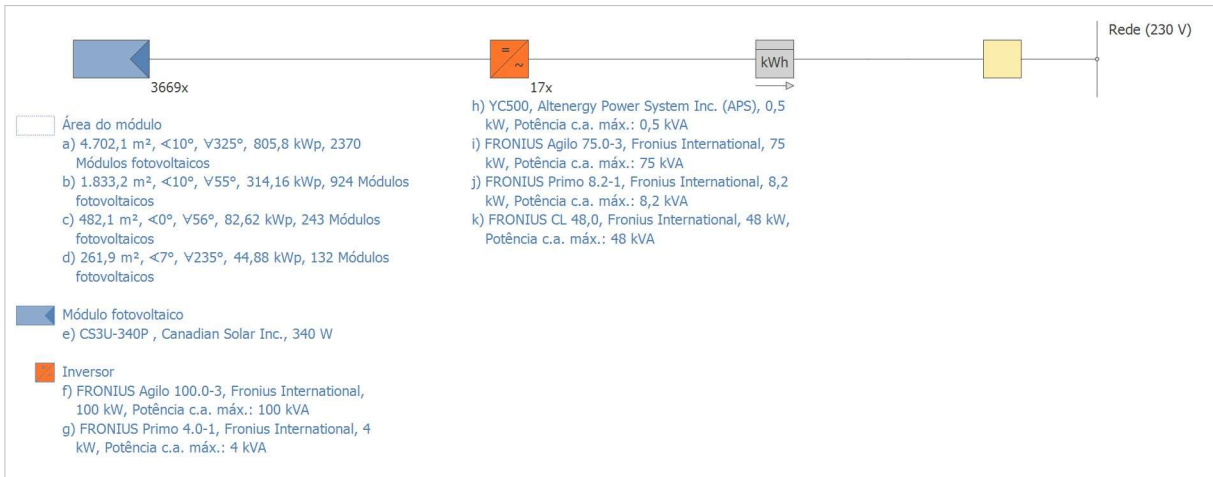 Rede (230 V)
=
~
kWh
3669x
17x
Área do módulo
a) 4.702,1 m², ∢10°, ∀325°, 805,8 kWp, 2370
Módulos fotovoltaicos
b) 1.833,2 m², ∢10°, ∀55°, 314,16 kWp, 924 Módulos
fotovoltaicos
c) 482,1 m², ∢0°, ∀56°, 82,62 kWp, 243 Módulos
fotovoltaicos
d) 261,9 m², ∢7°, ∀235°, 44,88 kWp, 132 Módulos
fotovoltaicos
Módulo fotovoltaico
e) CS3U-340P , Canadian Solar Inc., 340 W
Inversor
f) FRONIUS Agilo 100.0-3, Fronius International,
100 kW, Potência c.a. máx.: 100 kVA
g) FRONIUS Primo 4.0-1, Fronius International, 4
kW, Potência c.a. máx.: 4 kVA
h) YC500, Altenergy Power System Inc. (APS), 0,5
kW, Potência c.a. máx.: 0,5 kVA
i) FRONIUS Agilo 75.0-3, Fronius International, 75
kW, Potência c.a. máx.: 75 kVA
j) FRONIUS Primo 8.2-1, Fronius International, 8,2
kW, Potência c.a. máx.: 8,2 kVA
k) FRONIUS CL 48,0, Fronius International, 48 kW,
Potência c.a. máx.: 48 kVA